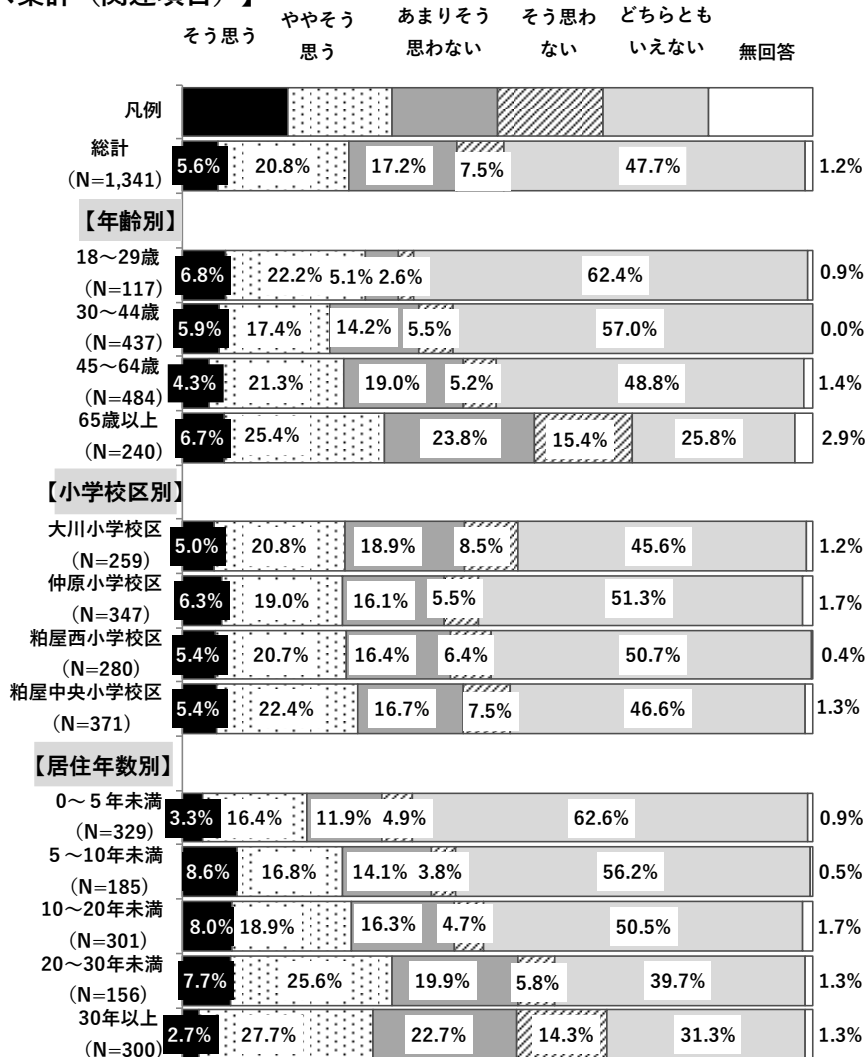 集計（関連項目）】
そう思う ややそう思う あまりそう思わない そう思わない どちらともいえない 無回答
凡例
総計
（N=1,341） 5.6% 20.8% 17.2% 7.5% 47.7% 1.2%
【年齢別】
18～29歳
（N=117） 6.8% 22.2% 5.1% 2.6% 62.4% 0.9%
30～44歳
（N=437） 5.9% 17.4% 14.2% 5.5% 57.0% 0.0%
45～64歳
（N=484） 4.3% 21.3% 19.0% 5.2% 48.8% 1.4%
65歳以上
（N=240） 6.7% 25.4% 23.8% 15.4% 25.8% 2.9%
【小学校区別】
大川小学校区
（N=259） 5.0% 20.8% 18.9% 8.5% 45.6% 1.2%
仲原小学校区
（N=347） 6.3% 19.0% 16.1% 5.5% 51.3% 1.7%
粕屋西小学校区
（N=280） 5.4% 20.7% 16.4% 6.4% 50.7% 0.4%
粕屋中央小学校区
（N=371） 5.4% 22.4% 16.7% 7.5% 46.6% 1.3%
【居住年数別】
0～５年未満
（N=329） 3.3% 16.4% 11.9% 4.9% 62.6% 0.9%
５～10年未満
（N=185） 8.6% 16.8% 14.1% 3.8% 56.2% 0.5%
10～20年未満
（N=301） 8.0% 18.9% 16.3% 4.7% 50.5% 1.7%
20～30年未満
（N=156） 7.7% 25.6% 19.9% 5.8% 39.7% 1.3%
30年以上
（N=300） 2.7% 27.7% 22.7% 14.3% 31.3% 1.3%